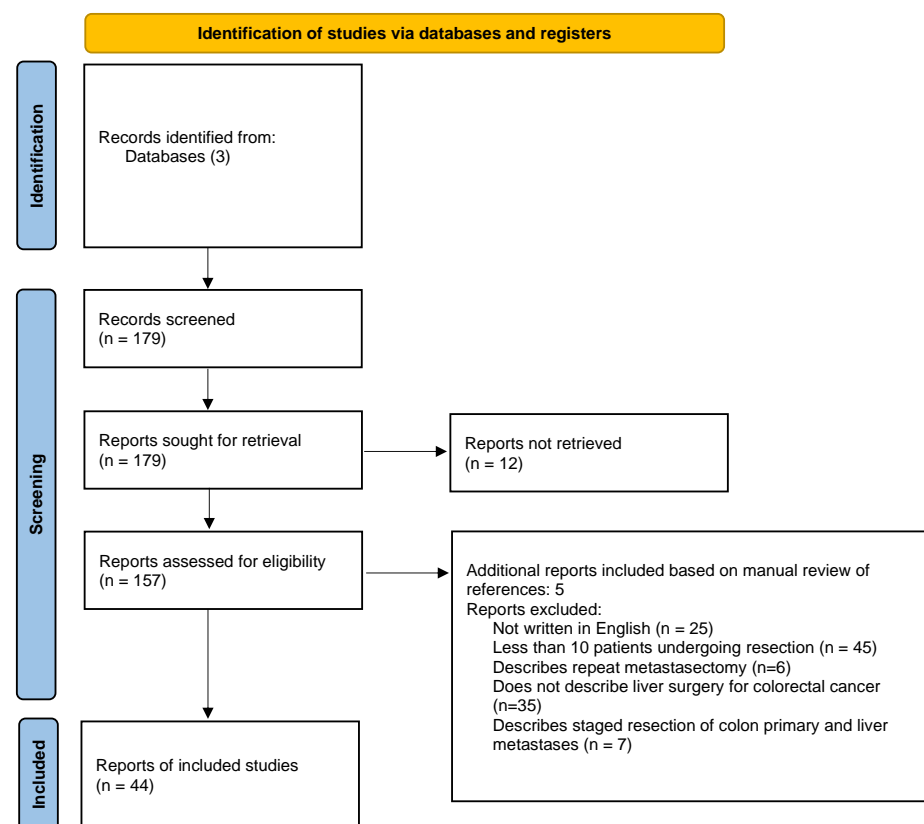 Identification of studies via databases and registers
Identification
Records identified from:
Databases (3)
Screening
Records screened
(n = 179)
Reports sought for retrieval
(n = 179)
Reports not retrieved
(n = 12)
Reports assessed for eligibility
(n = 157)
Additional reports included based on manual review of
references: 5
Reports excluded:
Not written in English (n = 25)
Less than 10 patients undergoing resection (n = 45)
Describes repeat metastasectomy (n=6)
Does not describe liver surgery for colorectal cancer
(n=35)
Describes staged resection of colon primary and liver
metastases (n = 7)
Included
Reports of included studies
(n = 44)